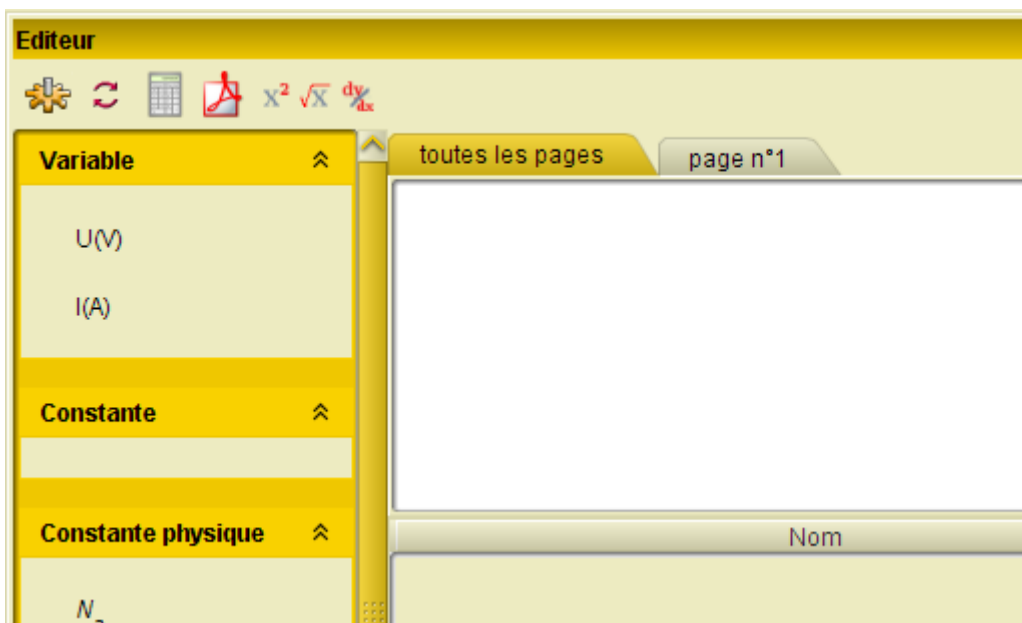 Editeur
x² √x dy/dx
Variable
toutes les pages
page n°1
U(V)
I(A)
Constante
Constante physique
Nom
N